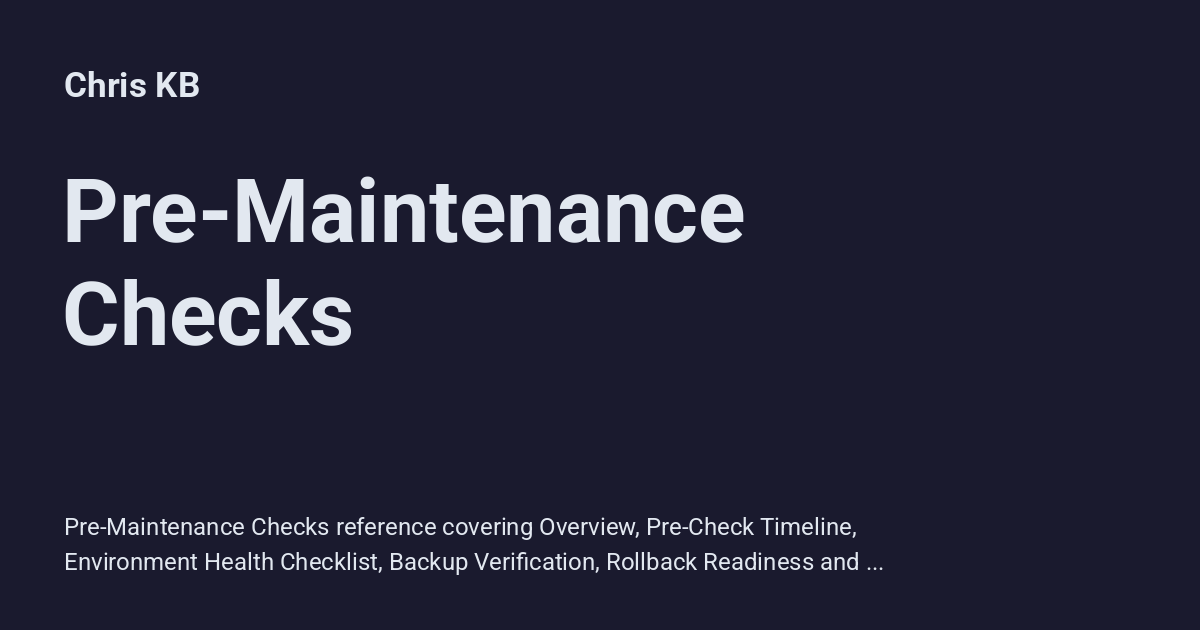 Chris KB
Pre-Maintenance
Checks
Pre-Maintenance Checks reference covering Overview, Pre-Check Timeline,
Environment Health Checklist, Backup Verification, Rollback Readiness and ...